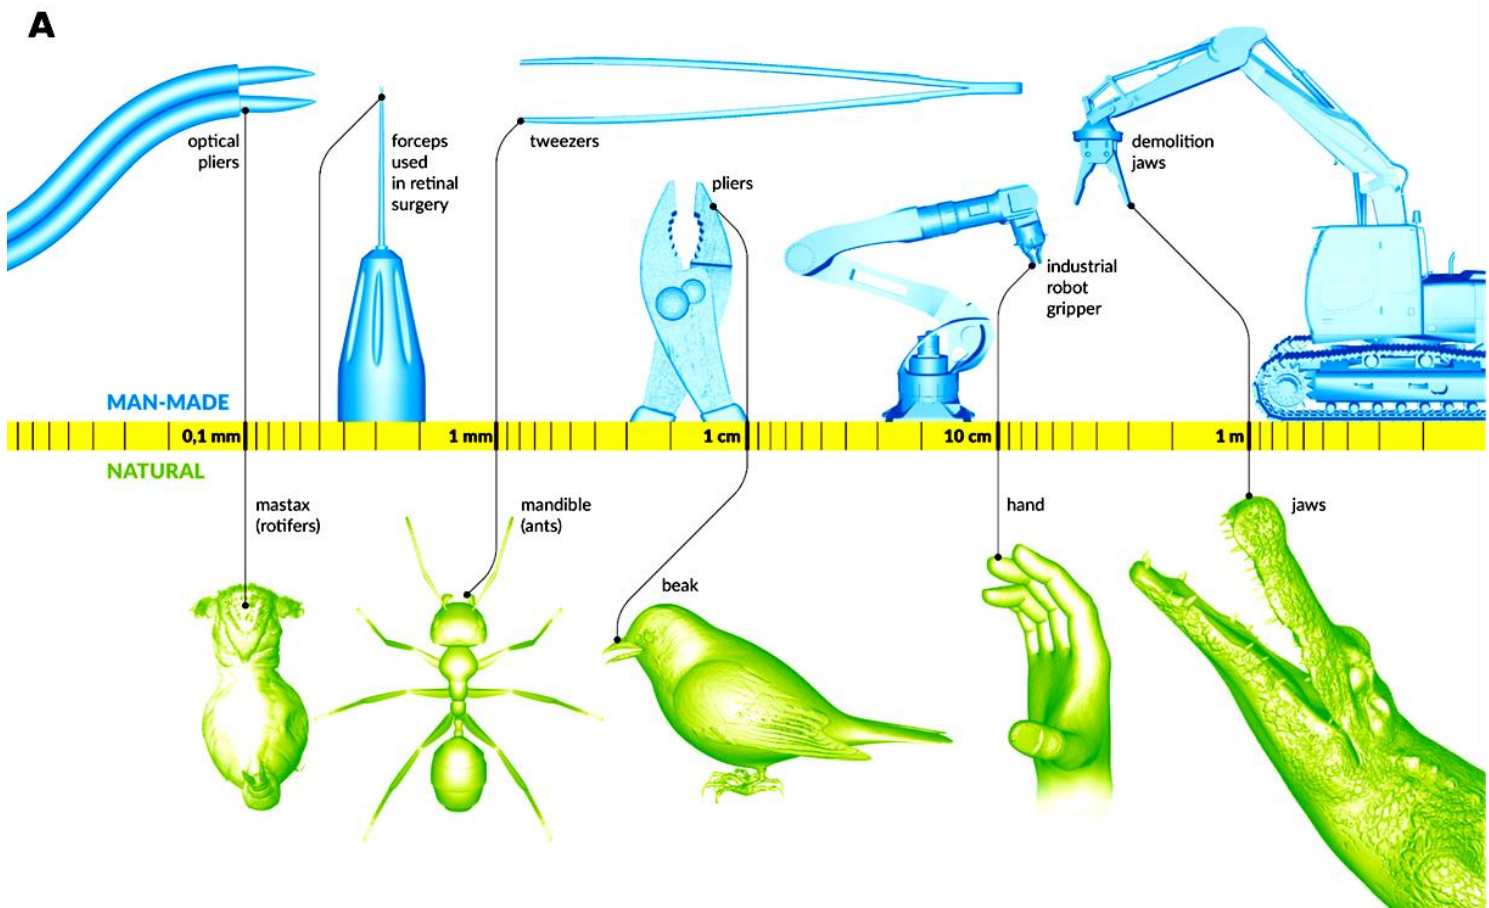 A
optical
pliers
forceps
used
in retinal
surgery
tweezers
pliers
demolition
jaws
industrial
robot
gripper
MAN-MADE
0,1 mm
1 mm
1 cm
10 cm
1 m
NATURAL
mastax
(rotifers)
mandible
(ants)
beak
hand
jaws